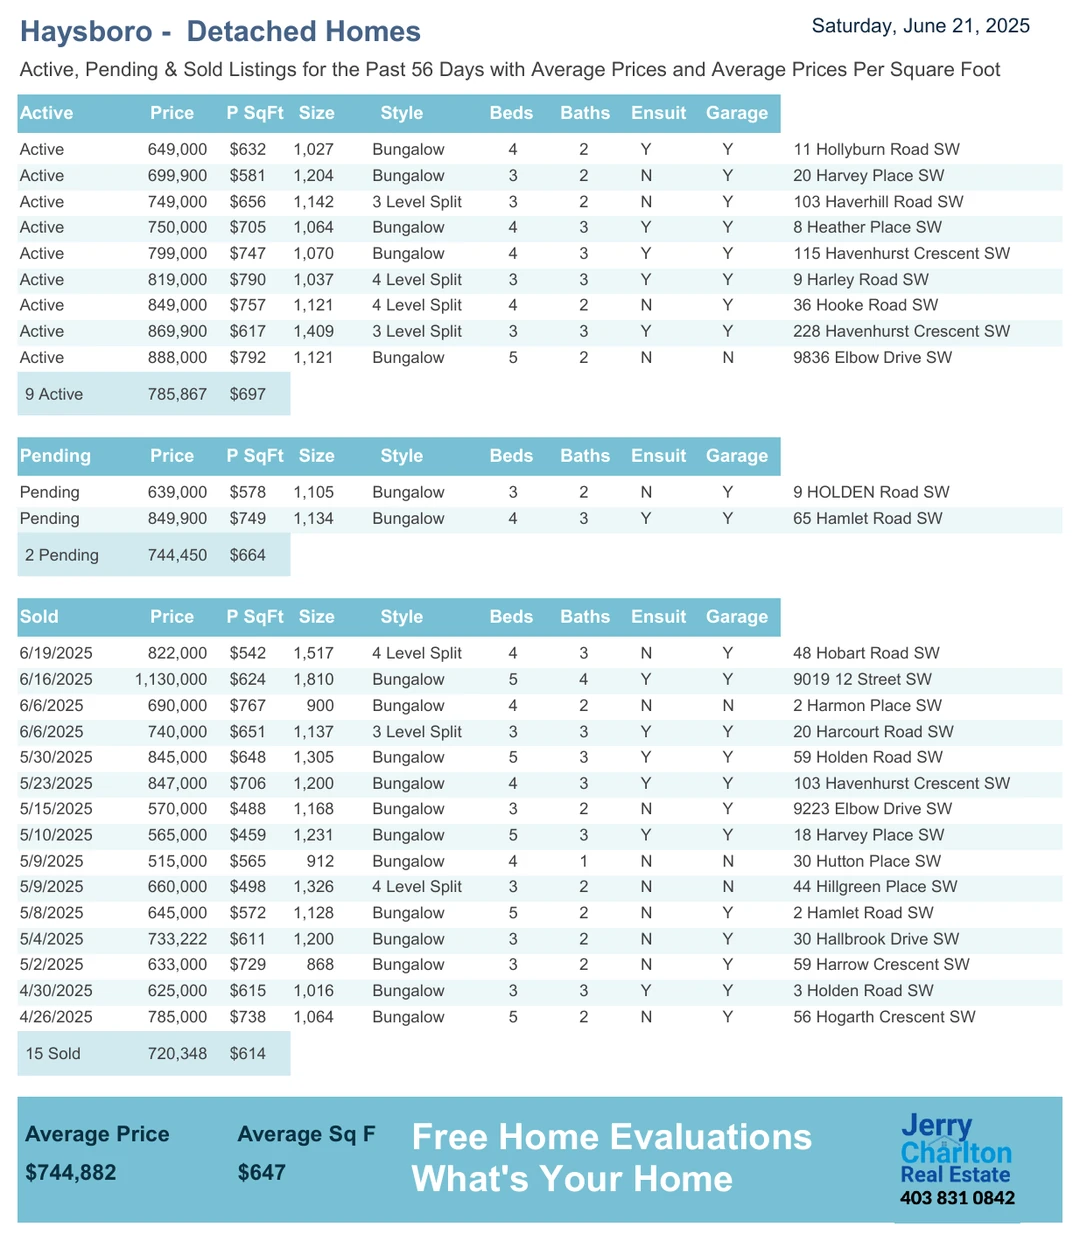 Haysboro -  Detached Homes
Saturday, June 21, 2025
Active, Pending & Sold Listings for the Past 56 Days with Average Prices and Average Prices Per Square Foot
Active Price P SqFt Size Style Beds Baths Ensuit Garage
Active 649,000 $632 1,027 Bungalow 4 2 Y Y 11 Hollyburn Road SW
Active 699,900 $581 1,204 Bungalow 3 2 N Y 20 Harvey Place SW
Active 749,000 $656 1,142 3 Level Split 3 2 N Y 103 Haverhill Road SW
Active 750,000 $705 1,064 Bungalow 4 3 Y Y 8 Heather Place SW
Active 799,000 $747 1,070 Bungalow 4 3 Y Y 115 Havenhurst Crescent SW
Active 819,000 $790 1,037 4 Level Split 3 3 Y Y 9 Harley Road SW
Active 849,000 $757 1,121 4 Level Split 4 2 N Y 36 Hooke Road SW
Active 869,900 $617 1,409 3 Level Split 3 3 Y Y 228 Havenhurst Crescent SW
Active 888,000 $792 1,121 Bungalow 5 2 N N 9836 Elbow Drive SW
9 Active 785,867 $697
Pending Price P SqFt Size Style Beds Baths Ensuit Garage
Pending 639,000 $578 1,105 Bungalow 3 2 N Y 9 HOLDEN Road SW
Pending 849,900 $749 1,134 Bungalow 4 3 Y Y 65 Hamlet Road SW
2 Pending 744,450 $664
Sold Price P SqFt Size Style Beds Baths Ensuit Garage
6/19/2025 822,000 $542 1,517 4 Level Split 4 3 N Y 48 Hobart Road SW
6/16/2025 1,130,000 $624 1,810 Bungalow 5 4 Y Y 9019 12 Street SW
6/6/2025 690,000 $767 900 Bungalow 4 2 N N 2 Harmon Place SW
6/6/2025 740,000 $651 1,137 3 Level Split 3 3 Y Y 20 Harcourt Road SW
5/30/2025 845,000 $648 1,305 Bungalow 5 3 Y Y 59 Holden Road SW
5/23/2025 847,000 $706 1,200 Bungalow 4 3 Y Y 103 Havenhurst Crescent SW
5/15/2025 570,000 $488 1,168 Bungalow 3 2 N Y 9223 Elbow Drive SW
5/10/2025 565,000 $459 1,231 Bungalow 5 3 Y Y 18 Harvey Place SW
5/9/2025 515,000 $565 912 Bungalow 4 1 N N 30 Hutton Place SW
5/9/2025 660,000 $498 1,326 4 Level Split 3 2 N N 44 Hillgreen Place SW
5/8/2025 645,000 $572 1,128 Bungalow 5 2 N Y 2 Hamlet Road SW
5/4/2025 733,222 $611 1,200 Bungalow 3 2 N Y 30 Hallbrook Drive SW
5/2/2025 633,000 $729 868 Bungalow 3 2 N Y 59 Harrow Crescent SW
4/30/2025 625,000 $615 1,016 Bungalow 3 3 Y Y 3 Holden Road SW
4/26/2025 785,000 $738 1,064 Bungalow 5 2 N Y 56 Hogarth Crescent SW
15 Sold 720,348 $614
Average Price Average Sq F
$744,882 $647
Free Home Evaluations
What's Your Home
Jerry
Charlton
Real Estate
403 831 0842